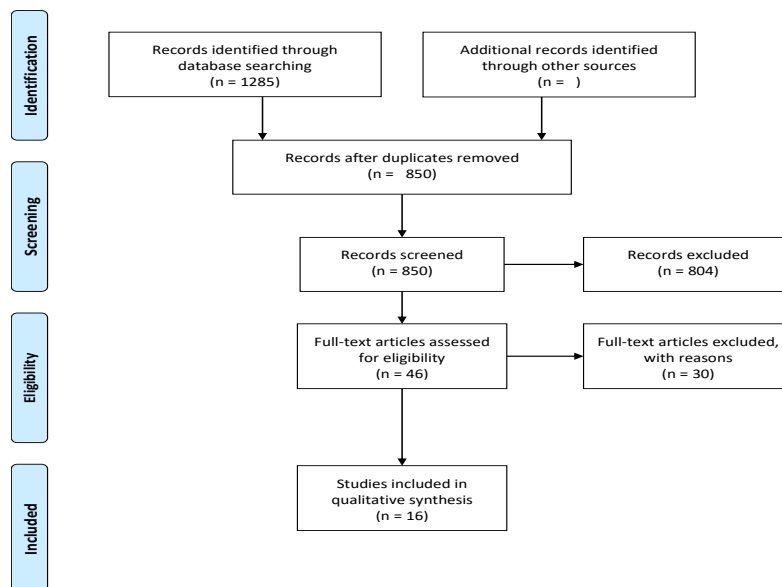 Identification
Records identified through
database searching
(n = 1285)
Additional records identified
through other sources
(n =   )
Records after duplicates removed
(n =   850)
Screening
Records screened
(n = 850)
Records excluded
(n = 804)
Eligibility
Full-text articles assessed
for eligibility
(n = 46)
Full-text articles excluded,
with reasons
(n = 30)
Included
Studies included in
qualitative synthesis
(n = 16)